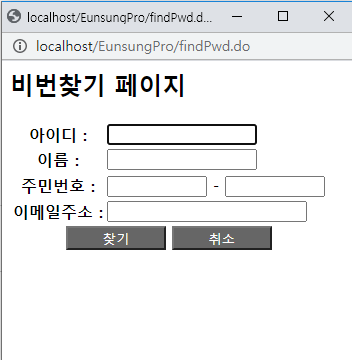 localhost/EunsungPro/findPwd.d...
localhost/EunsungPro/findPwd.do
비번찾기 페이지
아이디 :
이름 :
주민번호 : -
이메일주소 :
찾기 취소